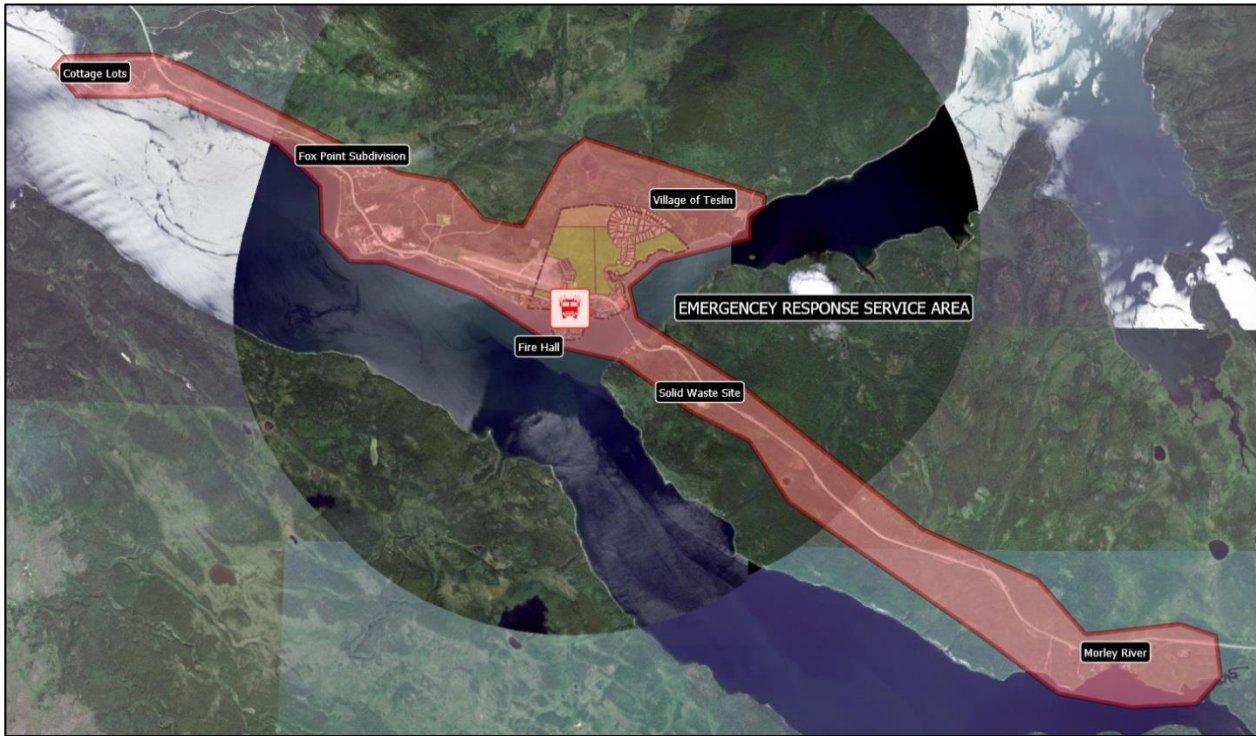 Cottage Lots
Fox Point Subdivision
Village of Teslin
EMERGENCEY RESPONSE SERVICE AREA
Fire Hall
Solid Waste Site
Morley River